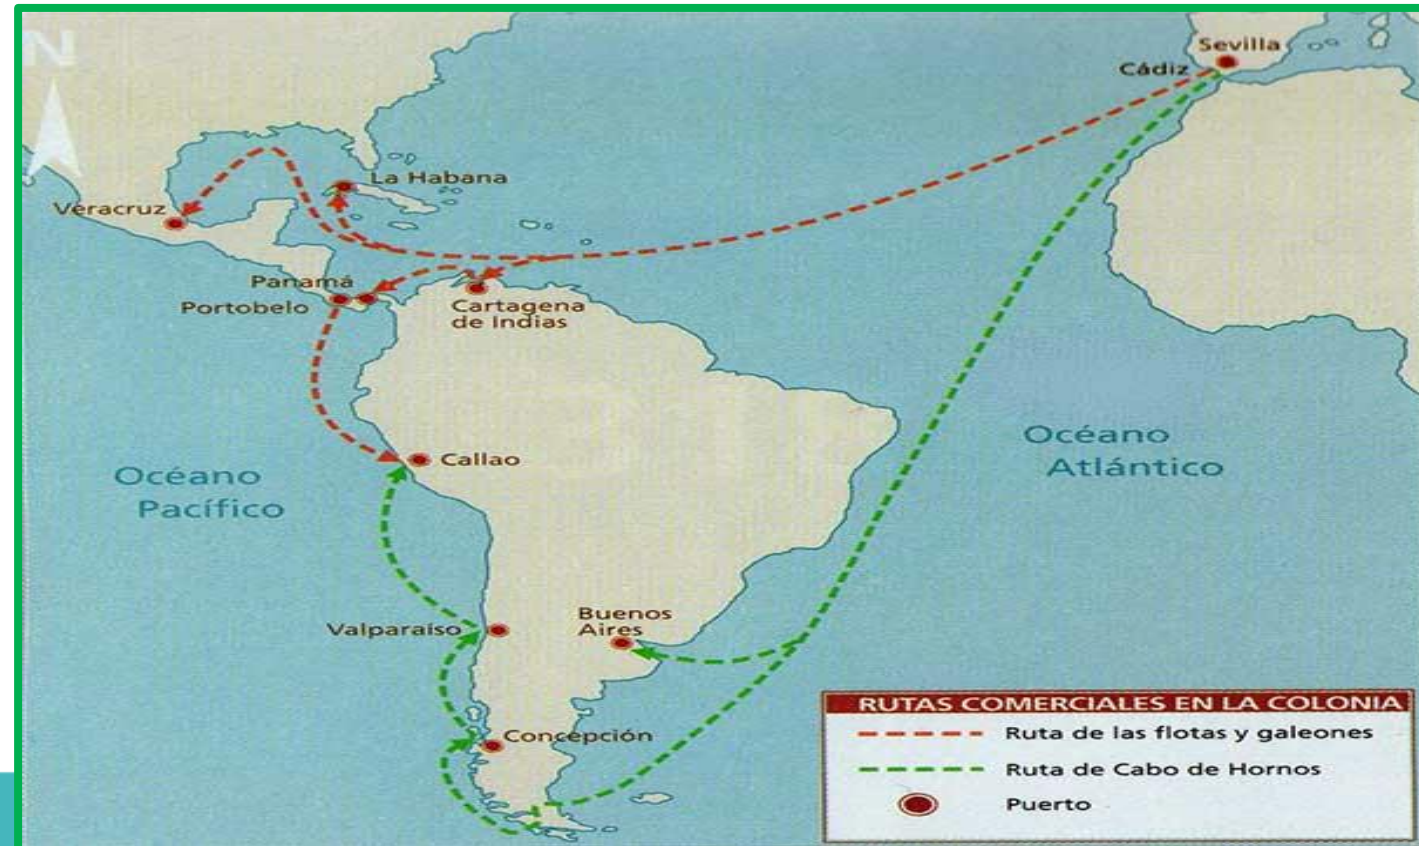 N
Sevilla
Cádiz
La Habana
Veracruz
Panamá
Portobelo
Cartagena
de Indias
Océano
Atlántico
Callao
Océano
Pacífico
Buenos
Aires
Valparaíso
Concepción
RUTAS COMERCIALES EN LA COLONIA
Ruta de las flotas y galeones
Ruta de Cabo de Hornos
Puerto